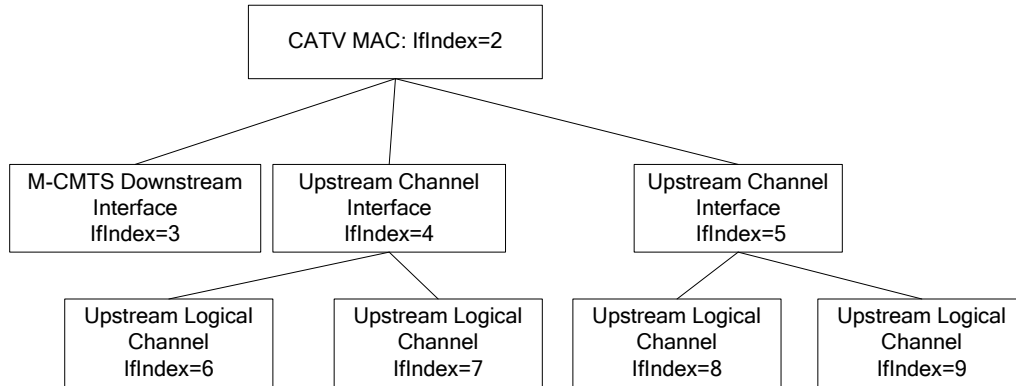 CATV MAC: IfIndex=2
M-CMTS Downstream
Interface
IfIndex=3
Upstream Channel
Interface
IfIndex=4
Upstream Channel
Interface
IfIndex=5
Upstream Logical
Channel
IfIndex=6
Upstream Logical
Channel
IfIndex=7
Upstream Logical
Channel
IfIndex=8
Upstream Logical
Channel
IfIndex=9